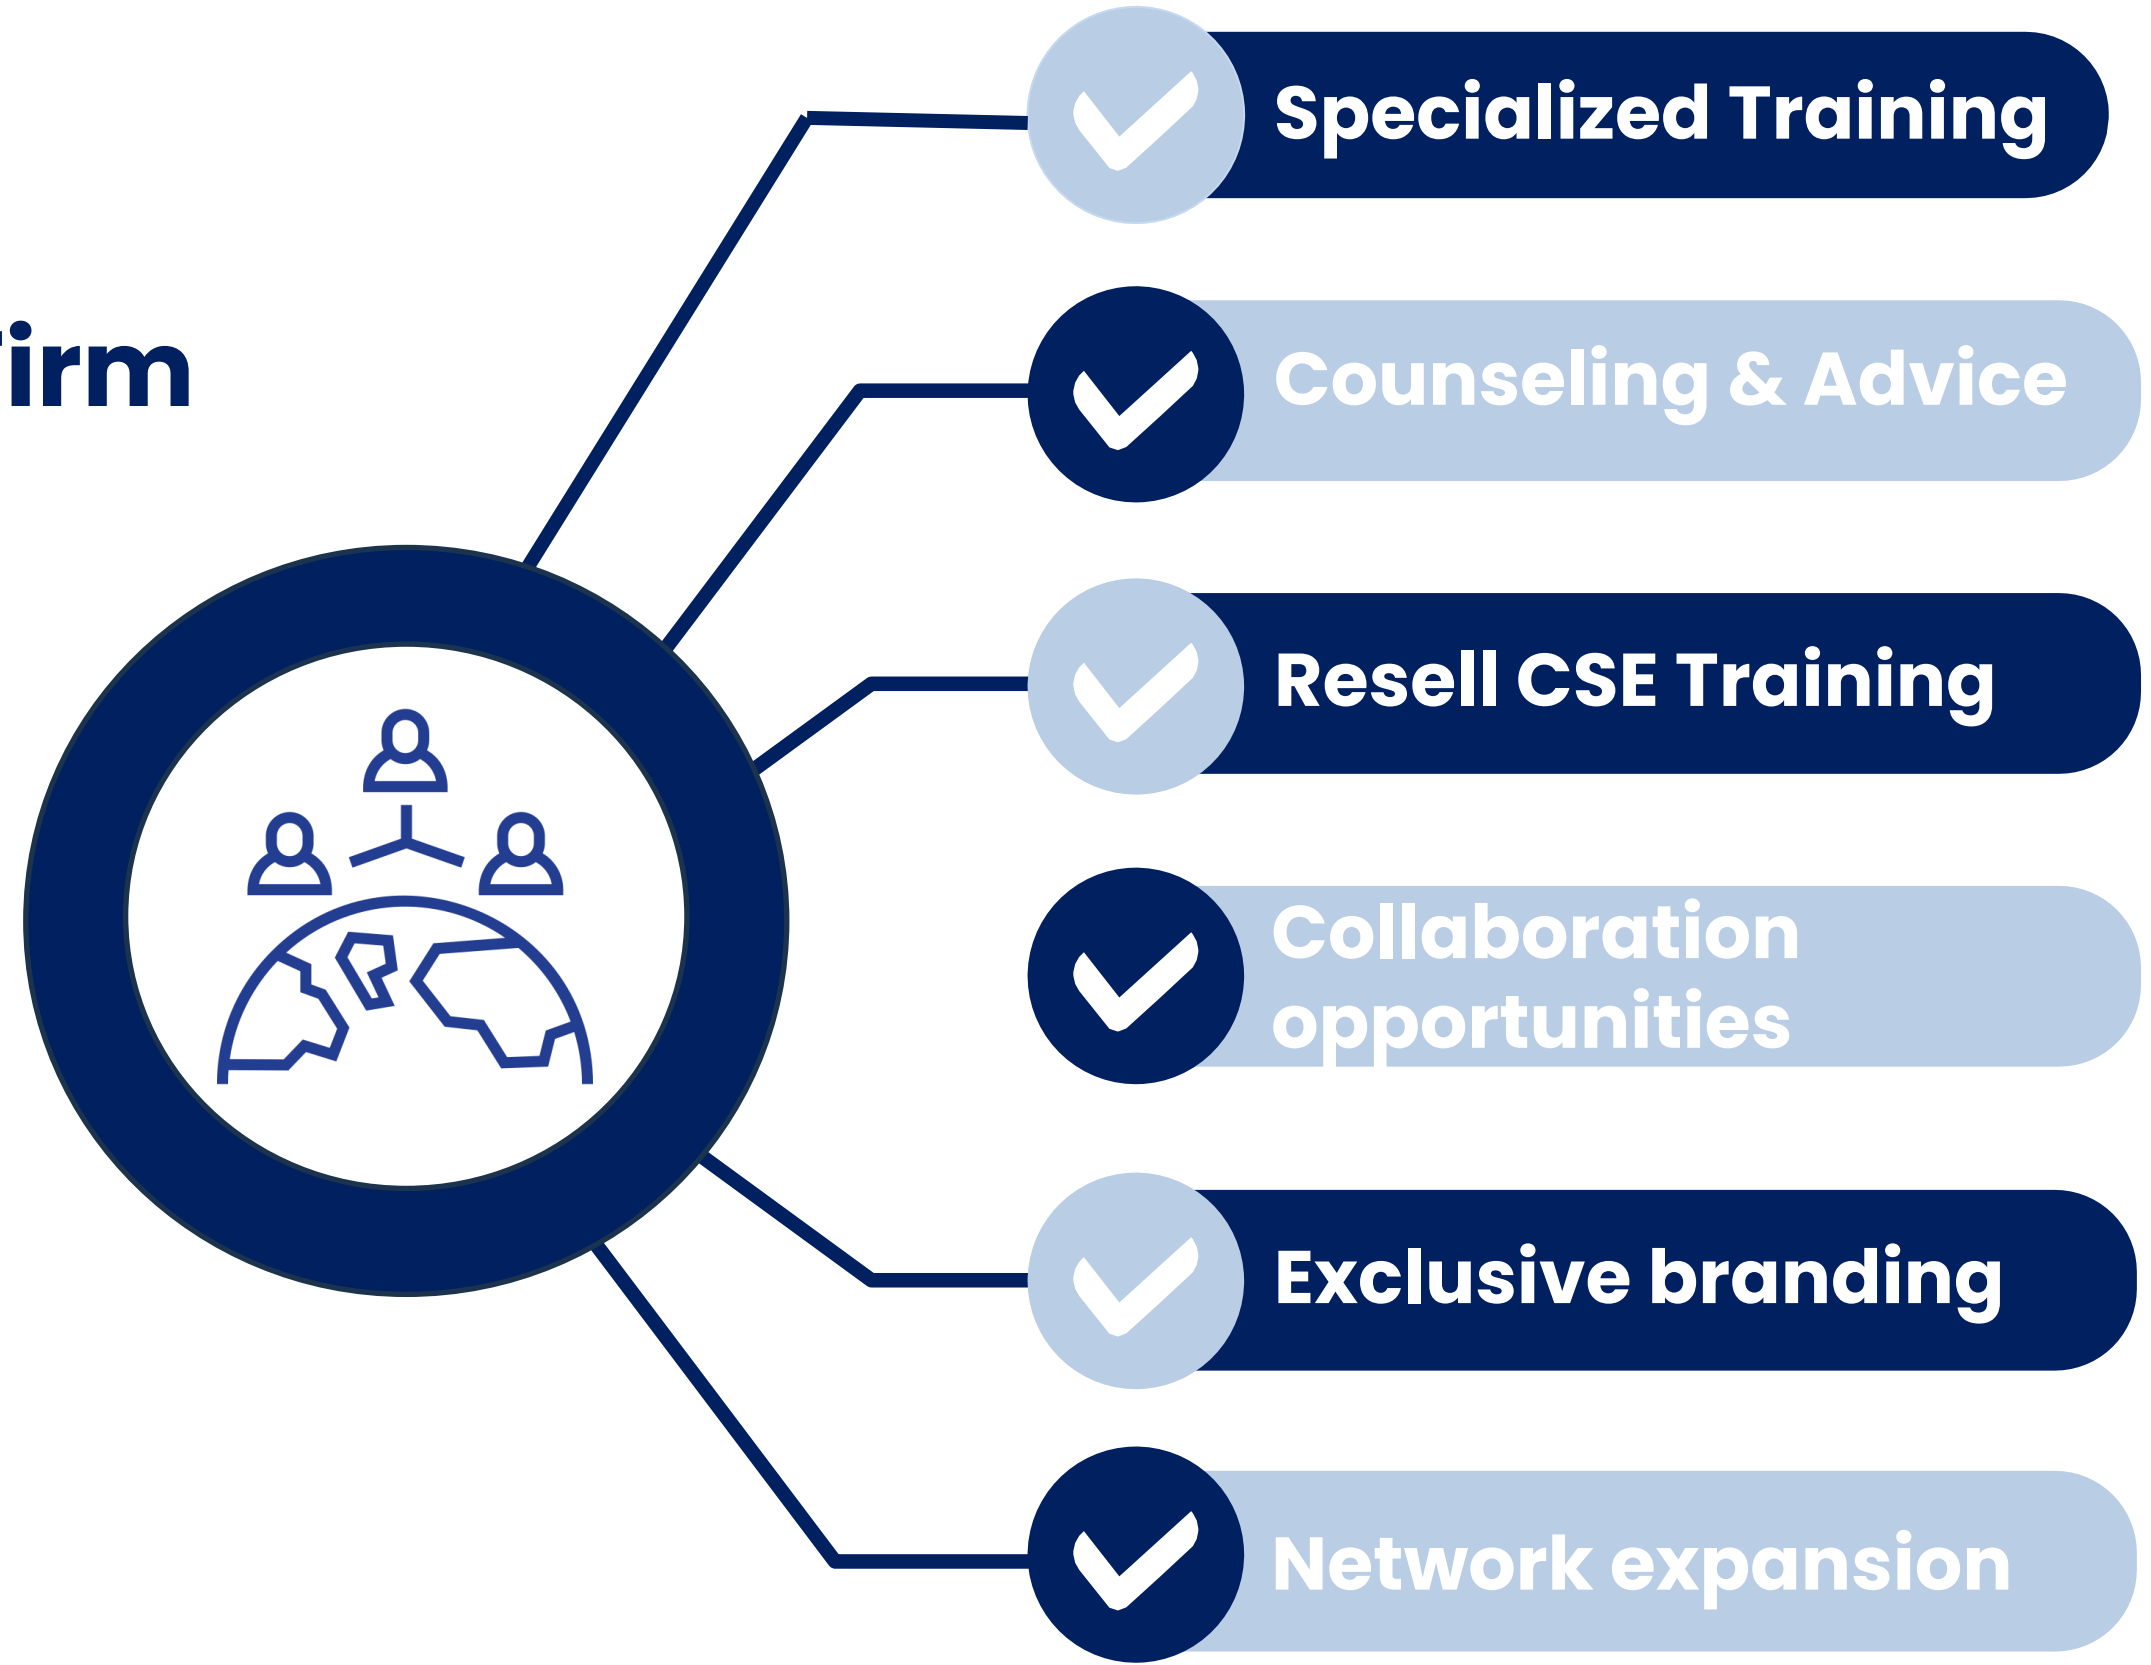 Specialized Training
irm
Counseling & Advice
Resell CSE Training
Collaboration
opportunities
Exclusive branding
Network expansion